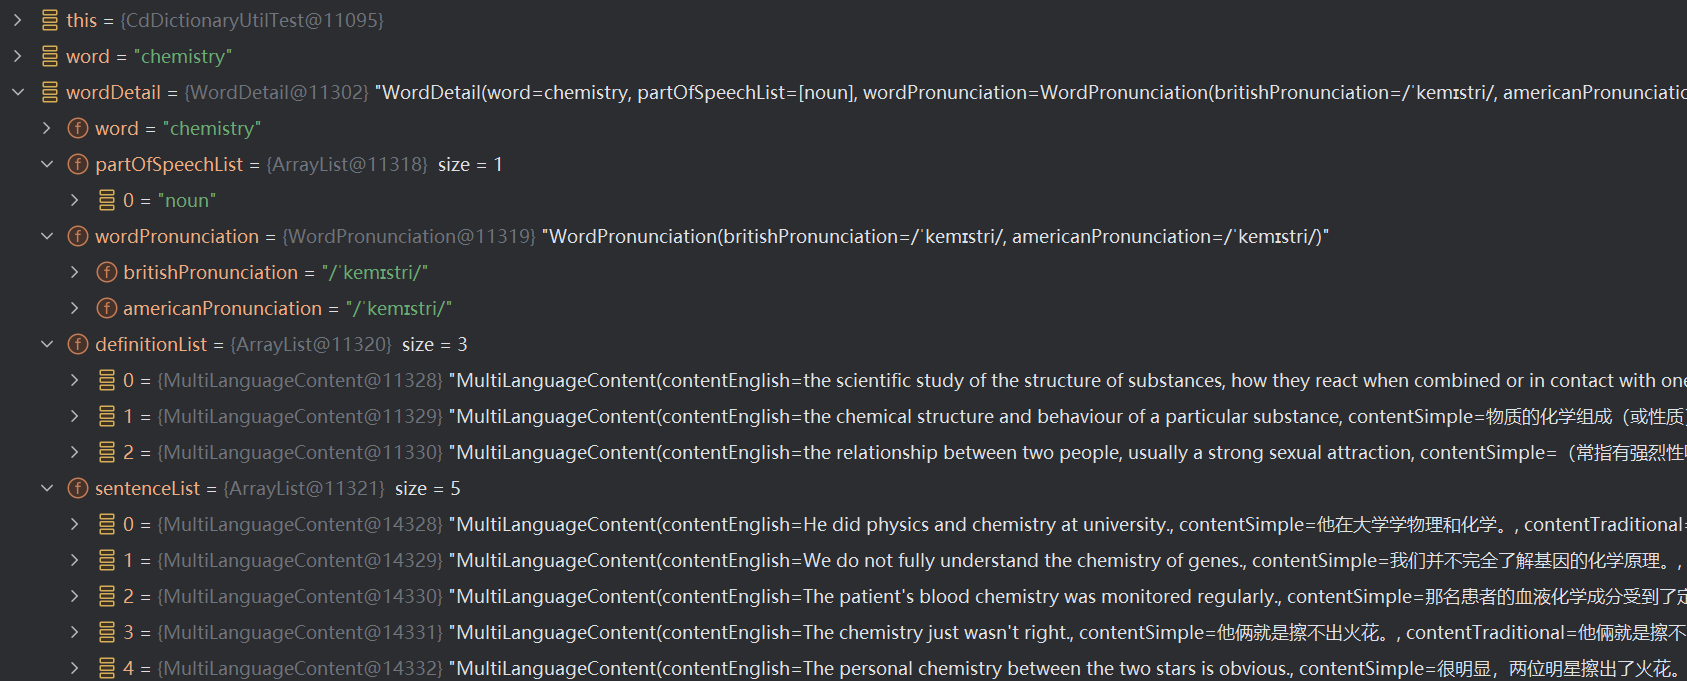 this = {CdDictionaryUtilTest@11095}
word = "chemistry"
wordDetail = {WordDetail@11302} "WordDetail(word=chemistry, partOfSpeechList=[noun], wordPronunciation=WordPronunciation(britishPronunciation=/ˈkemɪstri/, americanPronunciatio
f word = "chemistry"
f partOfSpeechList = {ArrayList@11318} size = 1
0 = "noun"
f wordPronunciation = {WordPronunciation@11319} "WordPronunciation(britishPronunciation=/ˈkemɪstri/, americanPronunciation=/ˈkemɪstri/)"
f britishPronunciation = "/ˈkemɪstri/"
f americanPronunciation = "/ˈkemɪstri/"
f definitionList = {ArrayList@11320} size = 3
0 = {MultiLanguageContent@11328} "MultiLanguageContent(contentEnglish=the scientific study of the structure of substances, how they react when combined or in contact with one
1 = {MultiLanguageContent@11329} "MultiLanguageContent(contentEnglish=the chemical structure and behaviour of a particular substance, contentSimple=物质的化学组成（或性质）
2 = {MultiLanguageContent@11330} "MultiLanguageContent(contentEnglish=the relationship between two people, usually a strong sexual attraction, contentSimple=（常指有强烈性
f sentenceList = {ArrayList@11321} size = 5
0 = {MultiLanguageContent@14328} "MultiLanguageContent(contentEnglish=He did physics and chemistry at university., contentSimple=他在大学学物理和化学。, contentTraditional=
1 = {MultiLanguageContent@14329} "MultiLanguageContent(contentEnglish=We do not fully understand the chemistry of genes., contentSimple=我们并不完全了解基因的化学原理。,
2 = {MultiLanguageContent@14330} "MultiLanguageContent(contentEnglish=The patient's blood chemistry was monitored regularly., contentSimple=那名患者的血液化学成分受到了定
3 = {MultiLanguageContent@14331} "MultiLanguageContent(contentEnglish=The chemistry just wasn't right., contentSimple=他俩就是擦不出火花。, contentTraditional=他倆就是擦不
4 = {MultiLanguageContent@14332} "MultiLanguageContent(contentEnglish=The personal chemistry between the two stars is obvious., contentSimple=很明显，两位明星擦出了火花。